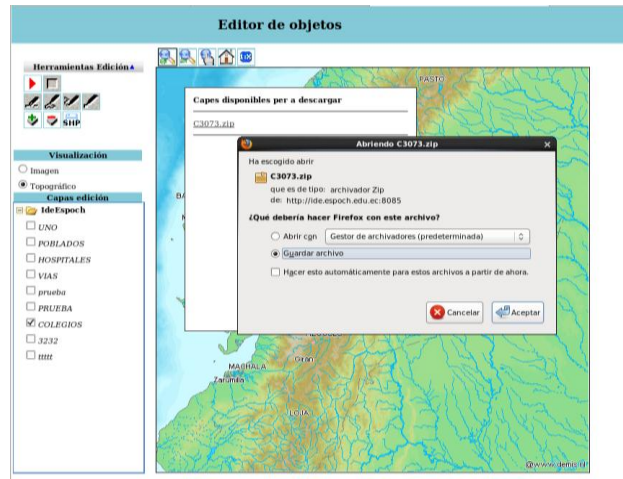 Editor de objetos
Herramientas Edición
SHP
Visualización
Imagen
Topográfico
Capas edición
IdeEspoch
UNO
POBLADOS
HOSPITALES
VIAS
prueba
PRUEBA
COLEGIOS
3232
ttttt
PASTO
Capes disponibles per a descargar
C3073.zip
Abriendo C3073.zip
Ha escogido abrir
C3073.zip
que es de tipo: archivador Zip
de: http://ide.espoch.edu.ec:8085
¿Qué debería hacer Firefox con este archivo?
Abrir con Gestor de archivadores (predeterminada)
Guardar archivo
Hacer esto automáticamente para estos archivos a partir de ahora.
Cancelar Aceptar
Giron
MACHALA
Zarumilla
LOJA